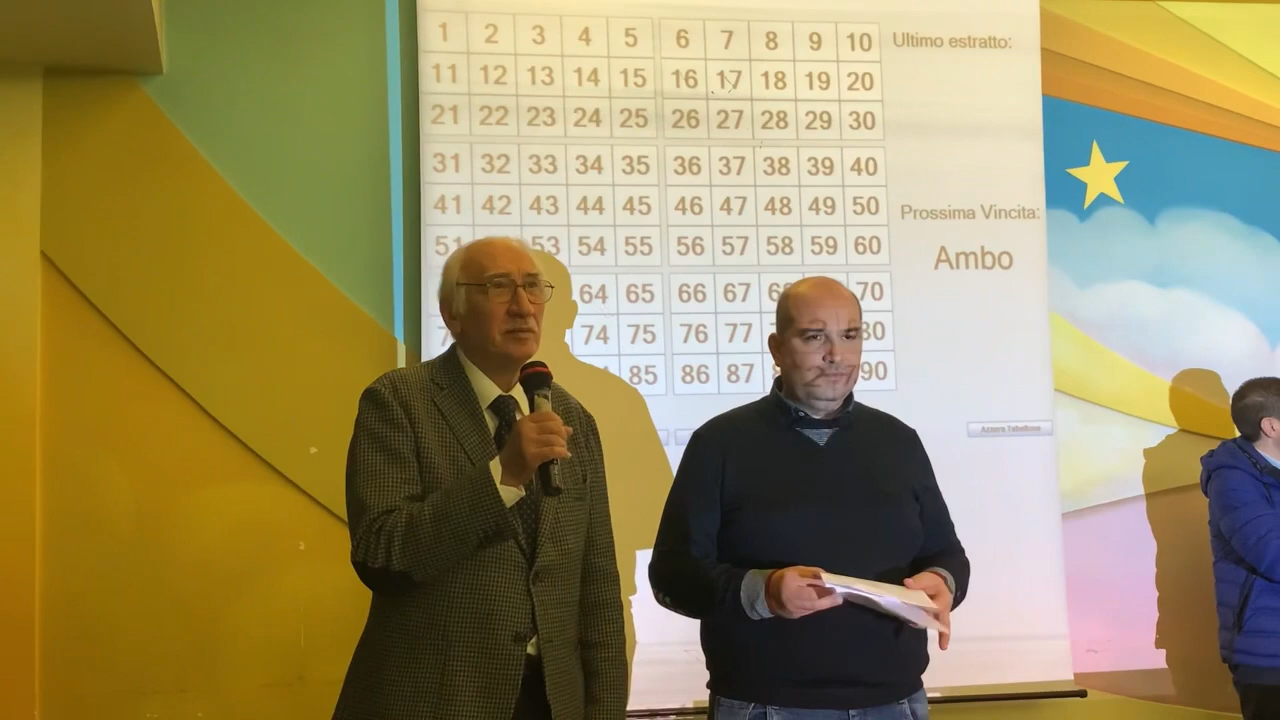 1 2 3 4 5 6 7 8 9 10 Ultimo estratto:
11 12 13 14 15 16 17 18 19 20
21 22 23 24 25 26 27 28 29 30
31 32 33 34 35 36 37 38 39 40
41 42 43 44 45 46 47 48 49 50 Prossima Vincita:
51 53 54 55 56 57 58 59 60 Ambo
64 65 66 67 70
74 75 76 77
85 86 87 90
Azzera Tabellone